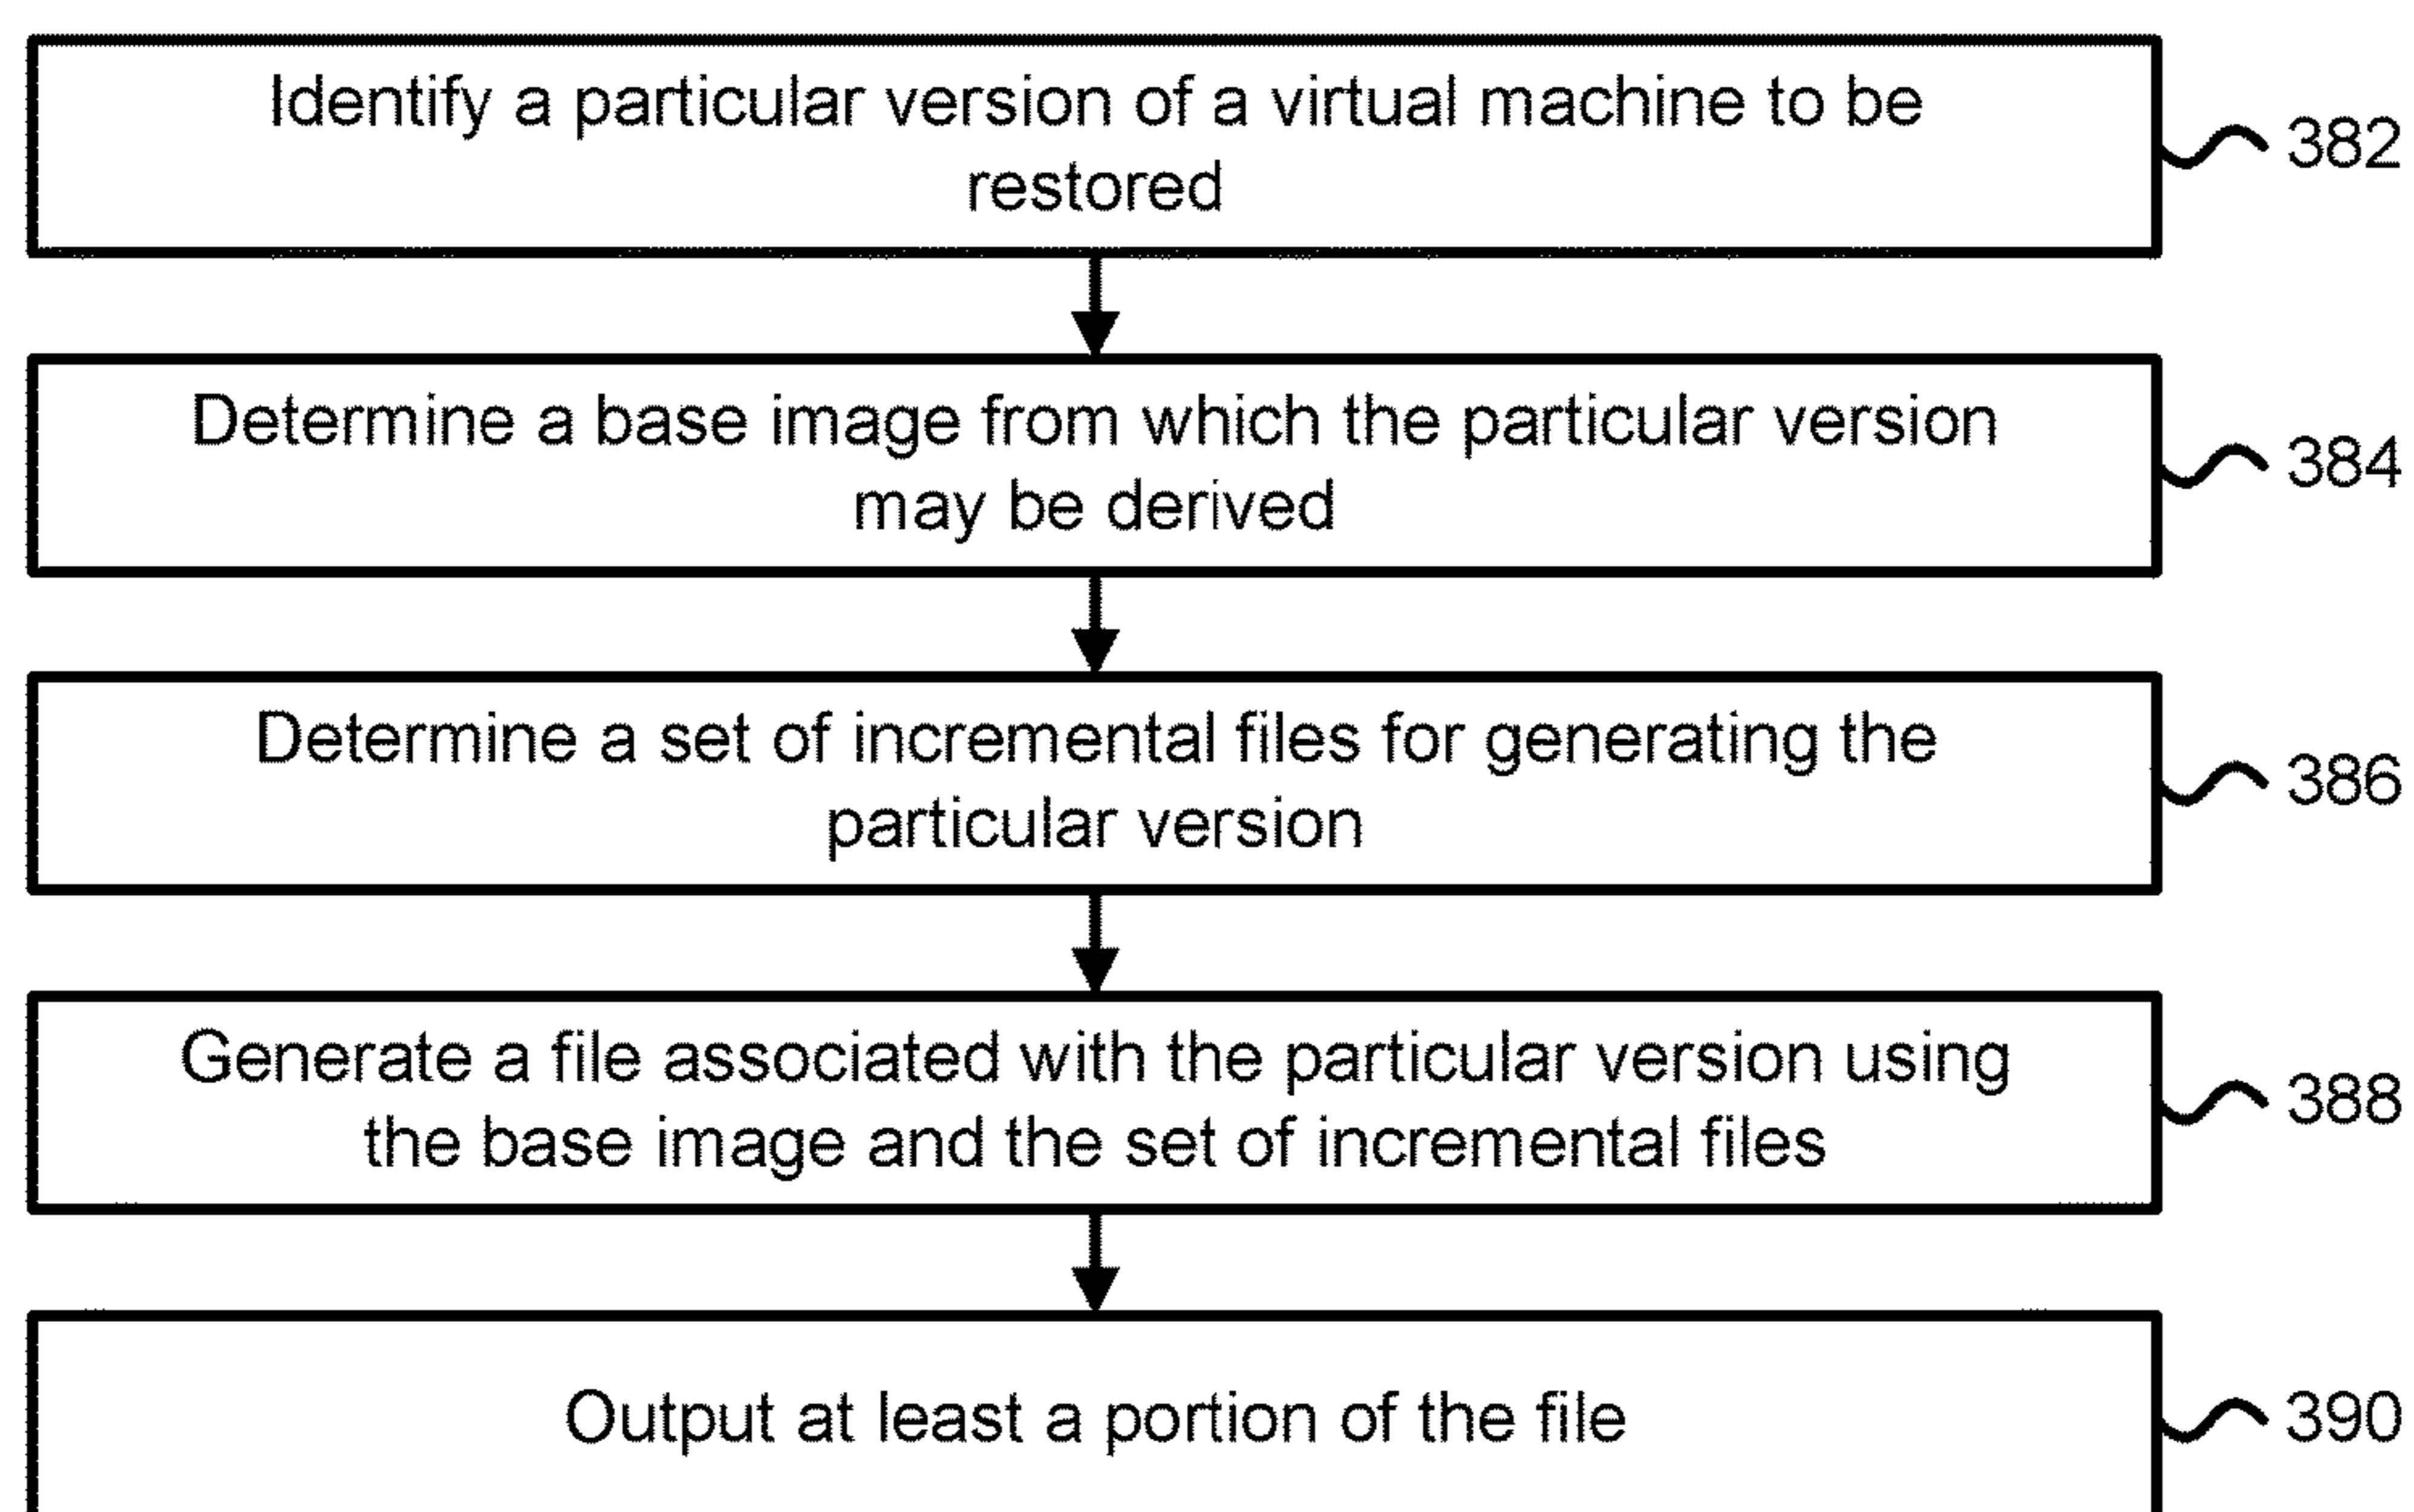 Identify a particular version of a virtual machine to be
restored
382
Determine a base image from which the particular version
may be derived
384
Determine a set of incremental files for generating the
particular version
386
Generate a file associated with the particular version using
the base image and the set of incremental files
388
Output at least a portion of the file
390